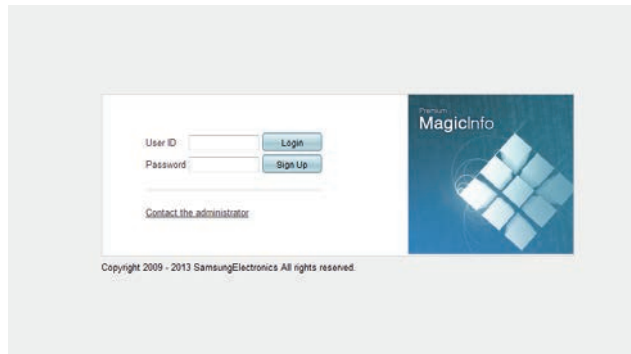 Premium
MagicInfo
User ID
Login
Password
Sign Up
Contact the administrator
Copyright 2009 - 2013 SamsungElectronics All rights reserved.